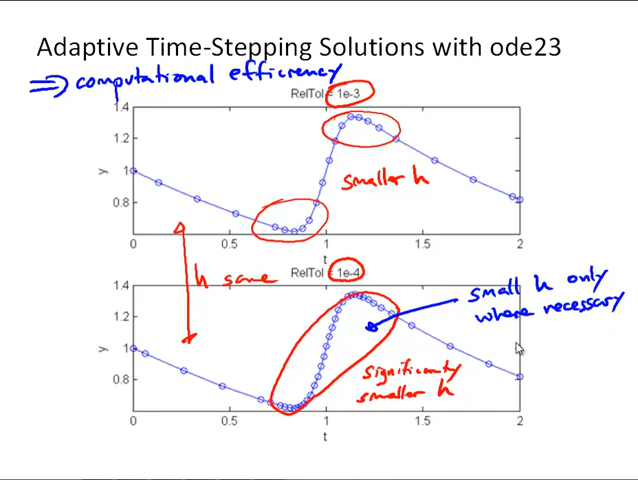 Adaptive Time-Stepping Solutions with ode23
⇒ computational efficiency
RelTol = 1e-3
1.4
1.2
1
0.8
y
smaller h
0
0.5
1
1.5
2
t
h same
RelTol = 1e-4
1.4
1.2
1
0.8
y
small h only
where necessary
significantly
smaller h
0
0.5
1
1.5
2
t